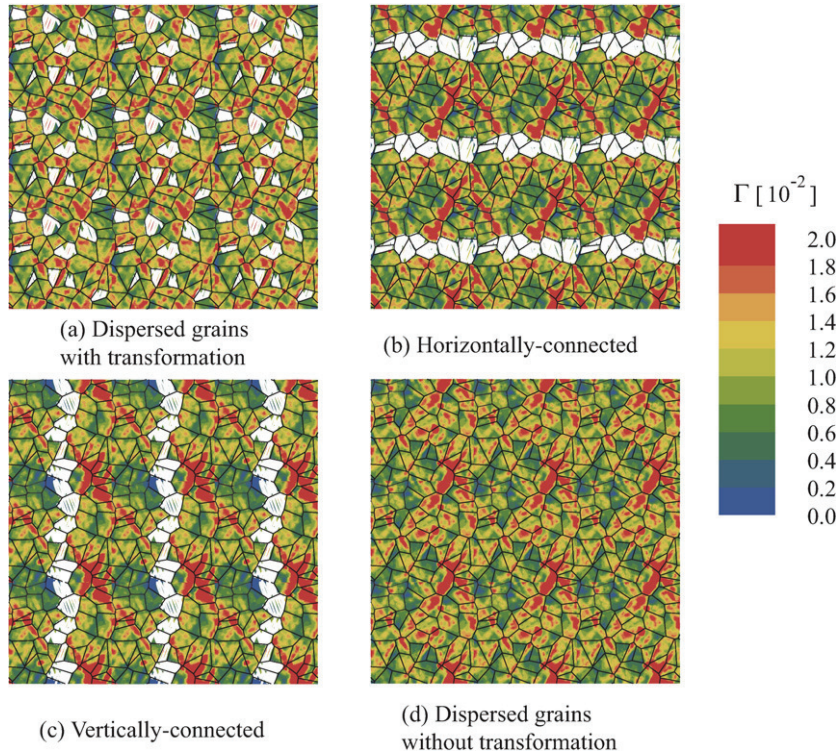 (a) Dispersed grains
with transformation
(b) Horizontally-connected
(c) Vertically-connected
(d) Dispersed grains
without transformation
Γ [ 10⁻² ]
2.0
1.8
1.6
1.4
1.2
1.0
0.8
0.6
0.4
0.2
0.0